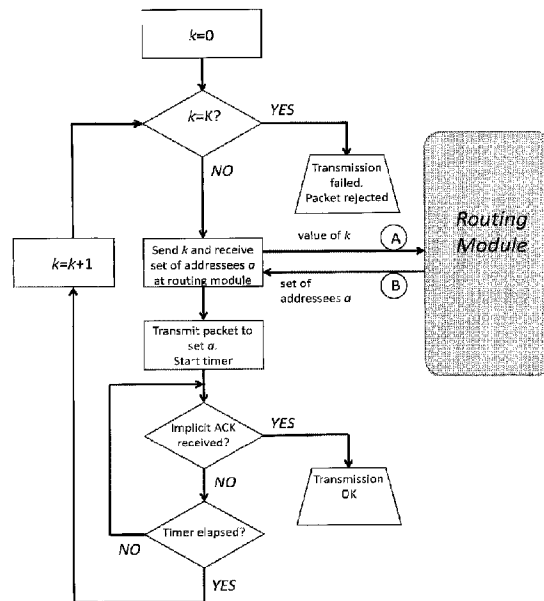 k=0
k=K?
YES
NO
Transmission
failed.
Packet rejected
Routing
Module
k=k+1
Send k and receive
set of addressees a
at routing module
value of k
A
B
set of
addressees a
Transmit packet to
set a.
Start timer
Implicit ACK
received?
YES
NO
Transmission
OK
Timer elapsed?
NO
YES